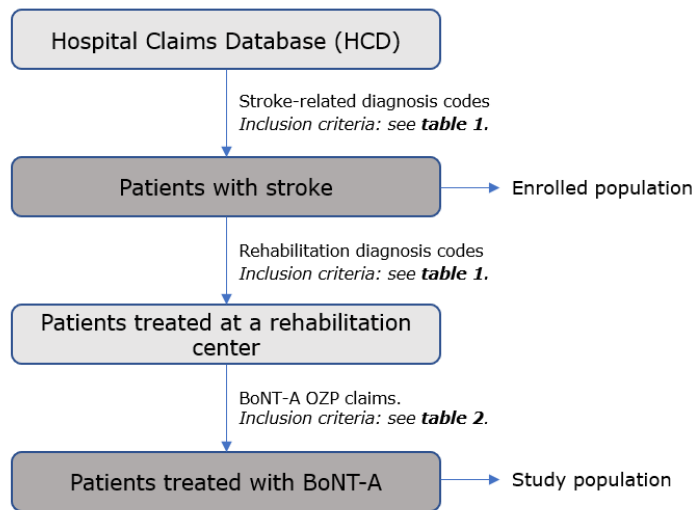 Hospital Claims Database (HCD)
Stroke-related diagnosis codes
Inclusion criteria: see table 1.
Patients with stroke
Enrolled population
Rehabilitation diagnosis codes
Inclusion criteria: see table 1.
Patients treated at a rehabilitation
center
BoNT-A OZP claims.
Inclusion criteria: see table 2.
Patients treated with BoNT-A
Study population